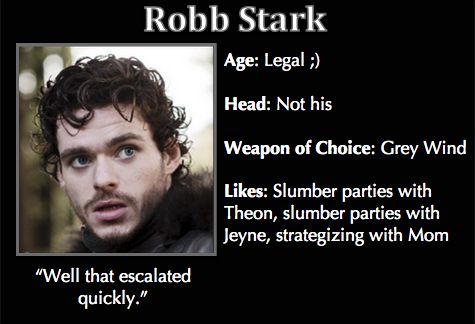 Robb Stark
Age: Legal ;)
Head: Not his
Weapon of Choice: Grey Wind
Likes: Slumber parties with
Theon, slumber parties with
Jeyne, strategizing with Mom
“Well that escalated
quickly.”